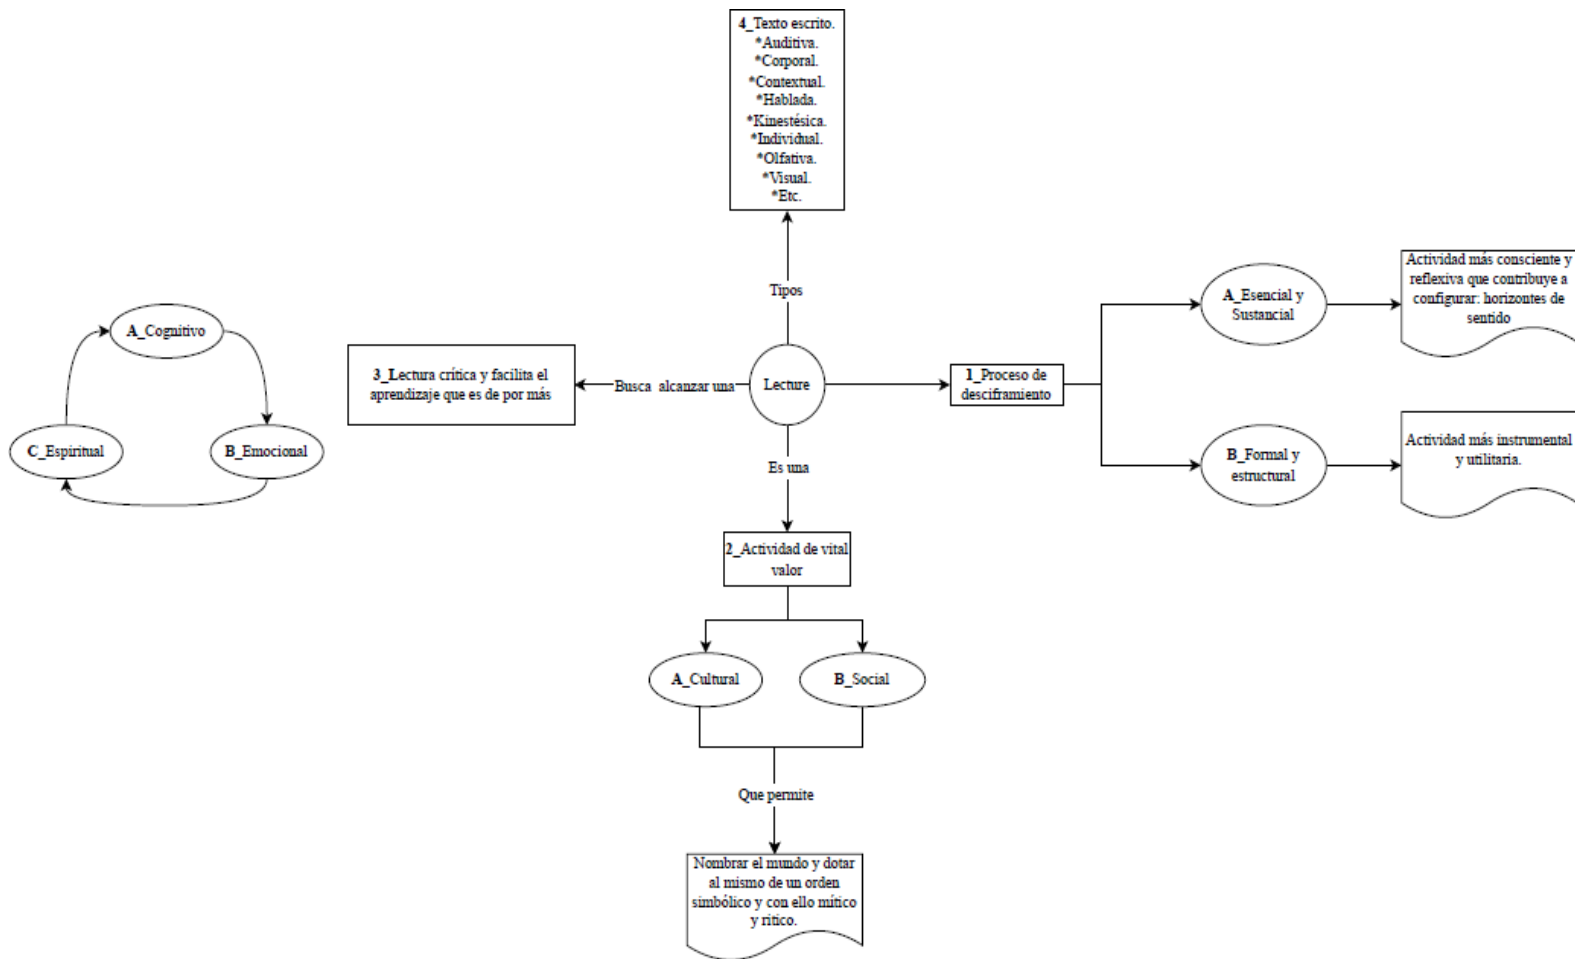 4_Texto escrito.
*Auditiva.
*Corporal.
*Contextual.
*Hablada.
*Kinestésica.
*Individual.
*Olfativa.
*Visual.
*Etc.
Tipos
Lecture
Busca alcanzar una
3_Lectura crítica y facilita el
aprendizaje que es de por más
A_Cognitivo
B_Emocional
C_Espiritual
1_Proceso de
desciframiento
A_Esencial y
Sustancial
Actividad más consciente y
reflexiva que contribuye a
configurar: horizontes de
sentido
B_Formal y
estructural
Actividad más instrumental
y utilitaria.
Es una
2_Actividad de vital
valor
A_Cultural
B_Social
Que permite
Nombrar el mundo y dotar
al mismo de un orden
simbólico y con ello mítico
y ritico.